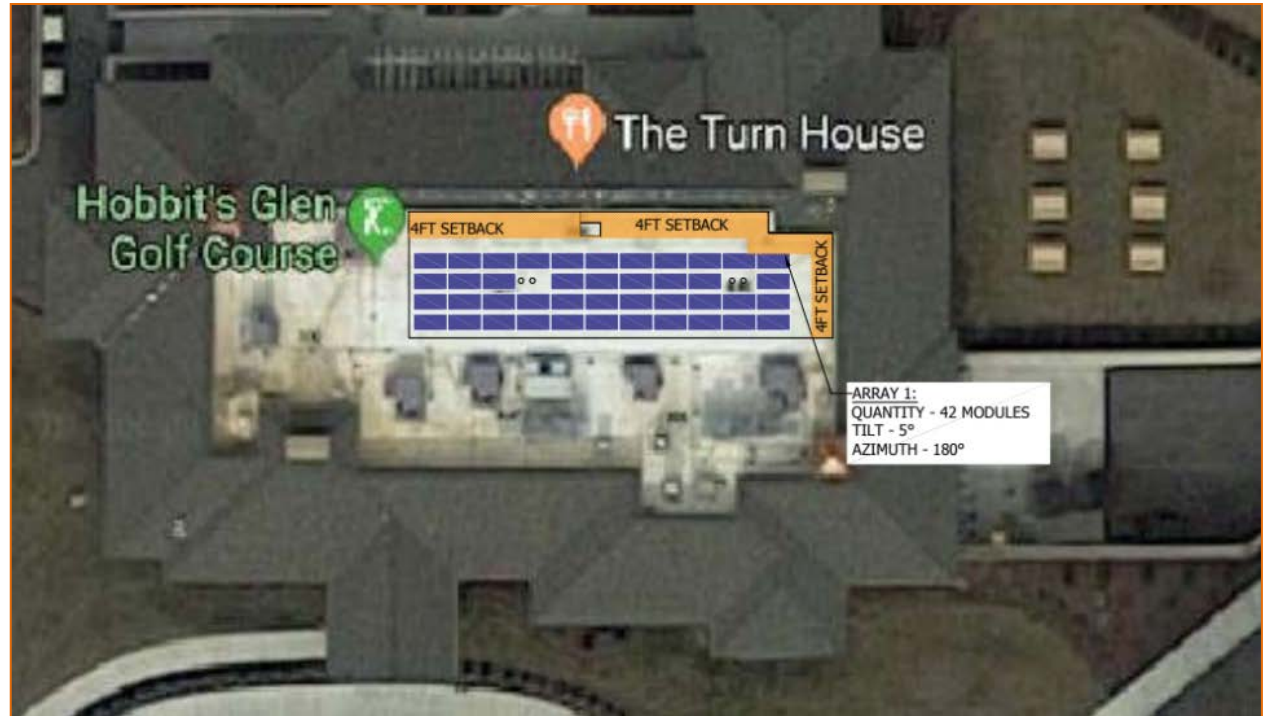 The Turn House
Hobbit's Glen
Golf Course
4FT SETBACK
4FT SETBACK
4FT SETBACK
ARRAY 1:
QUANTITY - 42 MODULES
TILT - 5°
AZIMUTH - 180°